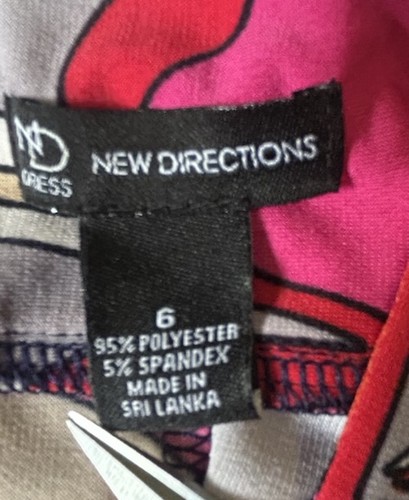 ND
DRESS
NEW DIRECTIONS
6
95% POLYESTER
5% SPANDEX
MADE IN
SRI LANKA